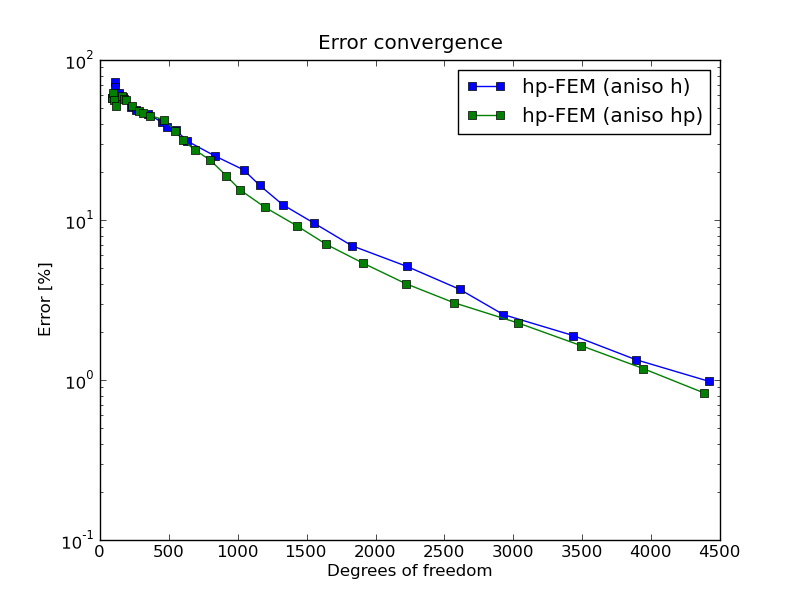 Error convergence
hp-FEM (aniso h)
hp-FEM (aniso hp)
Error [%]
10^2
10^1
10^0
10^-1
0 500 1000 1500 2000 2500 3000 3500 4000 4500
Degrees of freedom